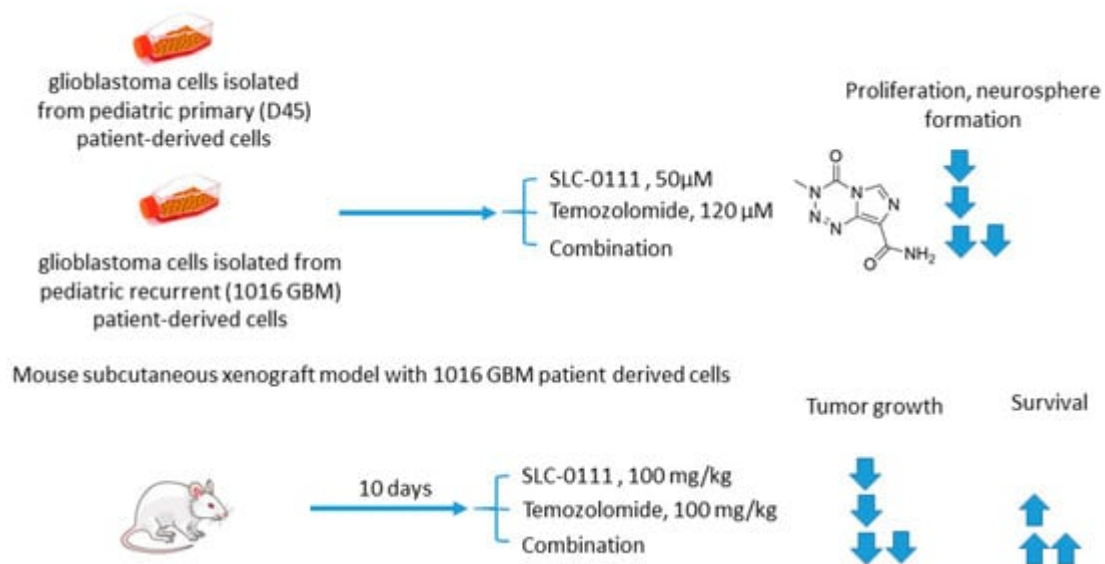 glioblastoma cells isolated
from pediatric primary (D45)
patient-derived cells
Proliferation, neurosphere
formation
SLC-0111 , 50µM
Temozolomide, 120 µM
Combination
O
N
N
N
N
N
O
NH₂
glioblastoma cells isolated from
pediatric recurrent (1016 GBM)
patient-derived cells
Mouse subcutaneous xenograft model with 1016 GBM patient derived cells
Tumor growth
Survival
10 days
SLC-0111 , 100 mg/kg
Temozolomide, 100 mg/kg
Combination